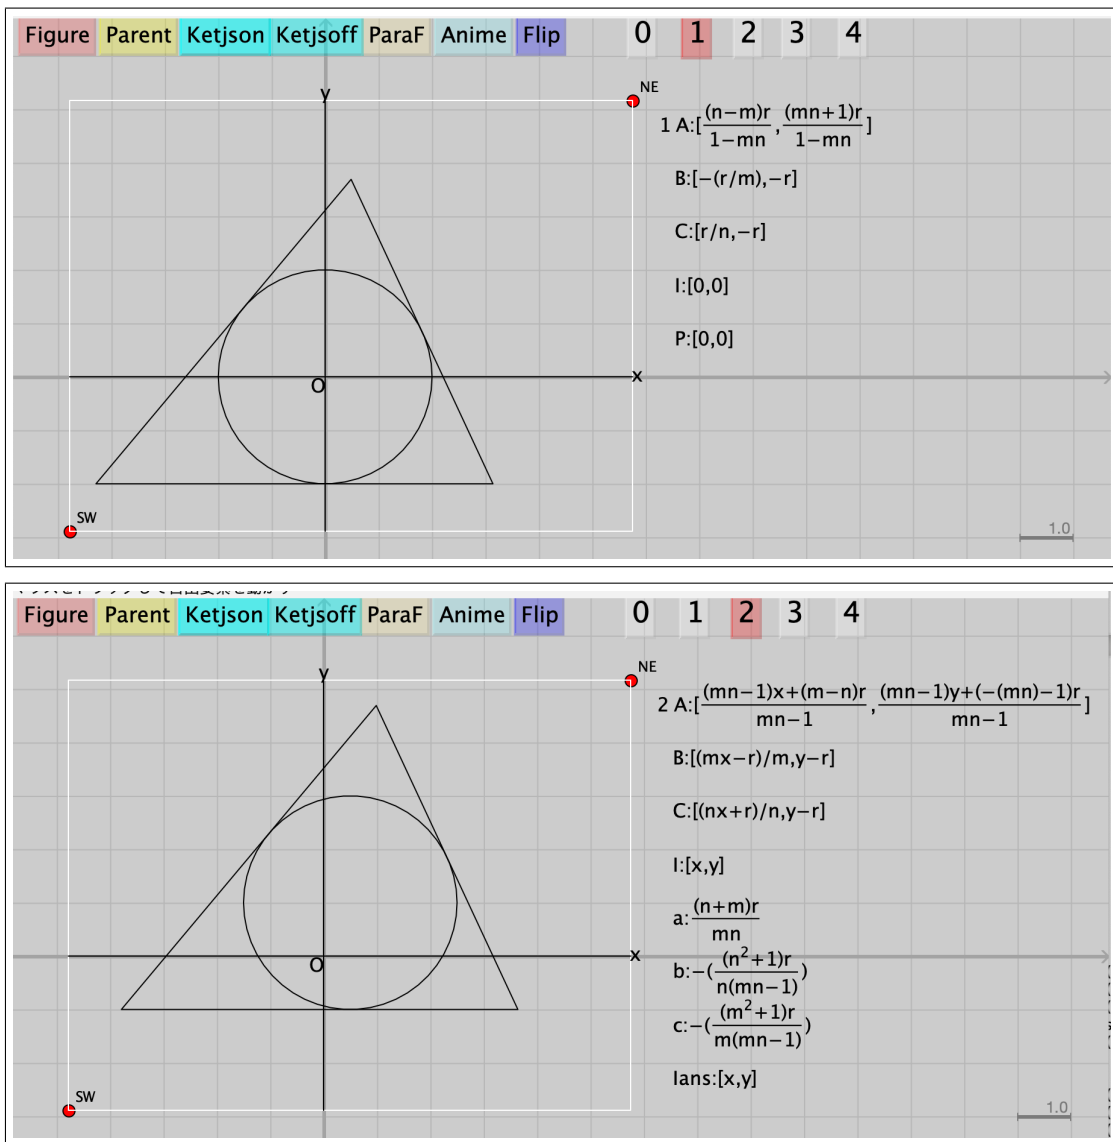 Figure Parent Ketjson Ketjsoff ParaF Anime Flip 0 1 2 3 4
NE
y
1 A:[(n−m)r/1−mn,(mn+1)r/1−mn]
B:[−(r/m),−r]
C:[r/n,−r]
I:[0,0]
P:[0,0]
x
O
SW
1.0
Figure Parent Ketjson Ketjsoff ParaF Anime Flip 0 1 2 3 4
NE
y
2 A:[(mn−1)x+(m−n)r/mn−1,(mn−1)y+(−(mn)−1)r/mn−1]
B:[(mx−r)/m,y−r]
C:[(nx+r)/n,y−r]
I:[x,y]
a:(n+m)r/mn
x
O
b:−((n²+1)r/n(mn−1))
c:−((m²+1)r/m(mn−1))
Ians:[x,y]
SW
1.0